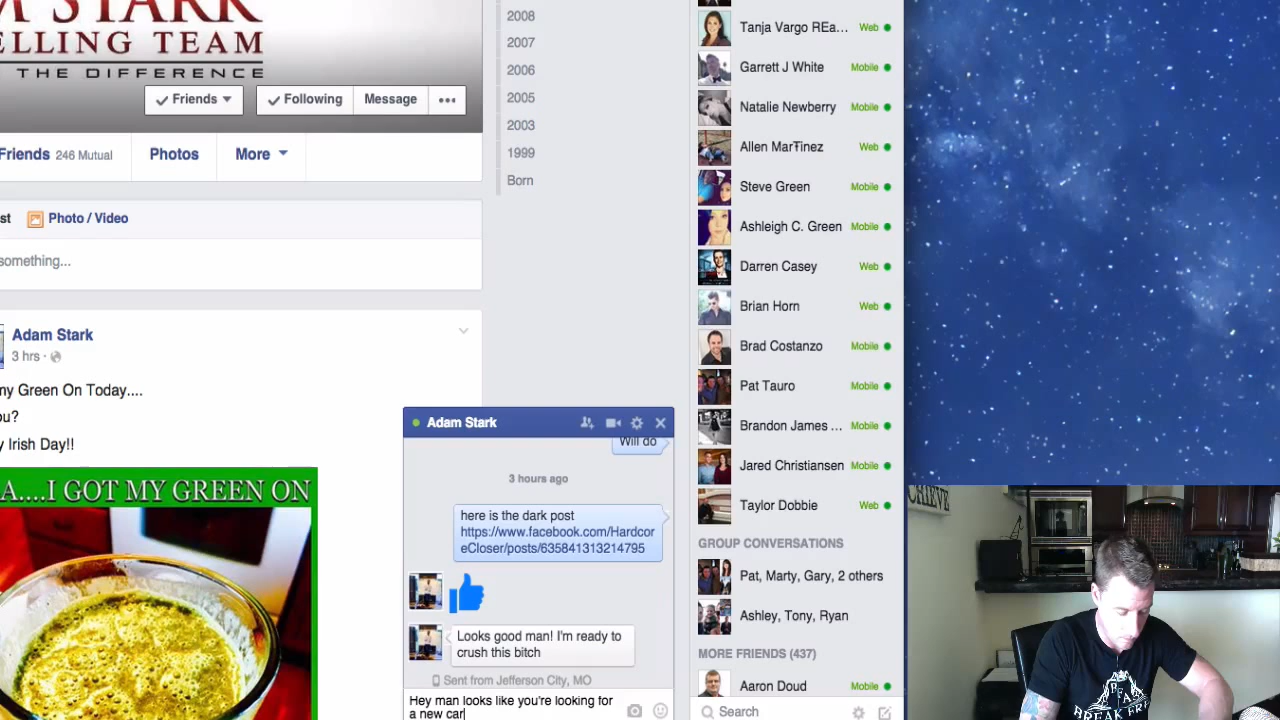 STARK
ELLING TEAM
THE DIFFERENCE
Friends
Following
Message
Friends 246 Mutual
Photos
More
Photo / Video
something...
Adam Stark
3 hrs
my Green On Today....
ou?
y Irish Day!!
A....I GOT MY GREEN ON
2008
2007
2006
2005
2003
1999
Born
Adam Stark
Will do
3 hours ago
here is the dark post
https://www.facebook.com/Hardcor
eCloser/posts/635841313214795
Looks good man! I'm ready to
crush this bitch
Sent from Jefferson City, MO
Hey man looks like you're looking for
a new car
Tanja Vargo REa... Web
Garrett J White Mobile
Natalie Newberry Mobile
Allen MarŦinez Web
Steve Green Mobile
Ashleigh C. Green Mobile
Darren Casey Web
Brian Horn Web
Brad Costanzo Mobile
Pat Tauro Mobile
Brandon James ... Mobile
Jared Christiansen Mobile
Taylor Dobbie Web
GROUP CONVERSATIONS
Pat, Marty, Gary, 2 others
Ashley, Tony, Ryan
MORE FRIENDS (437)
Aaron Doud Mobile
Search
CHIEVE